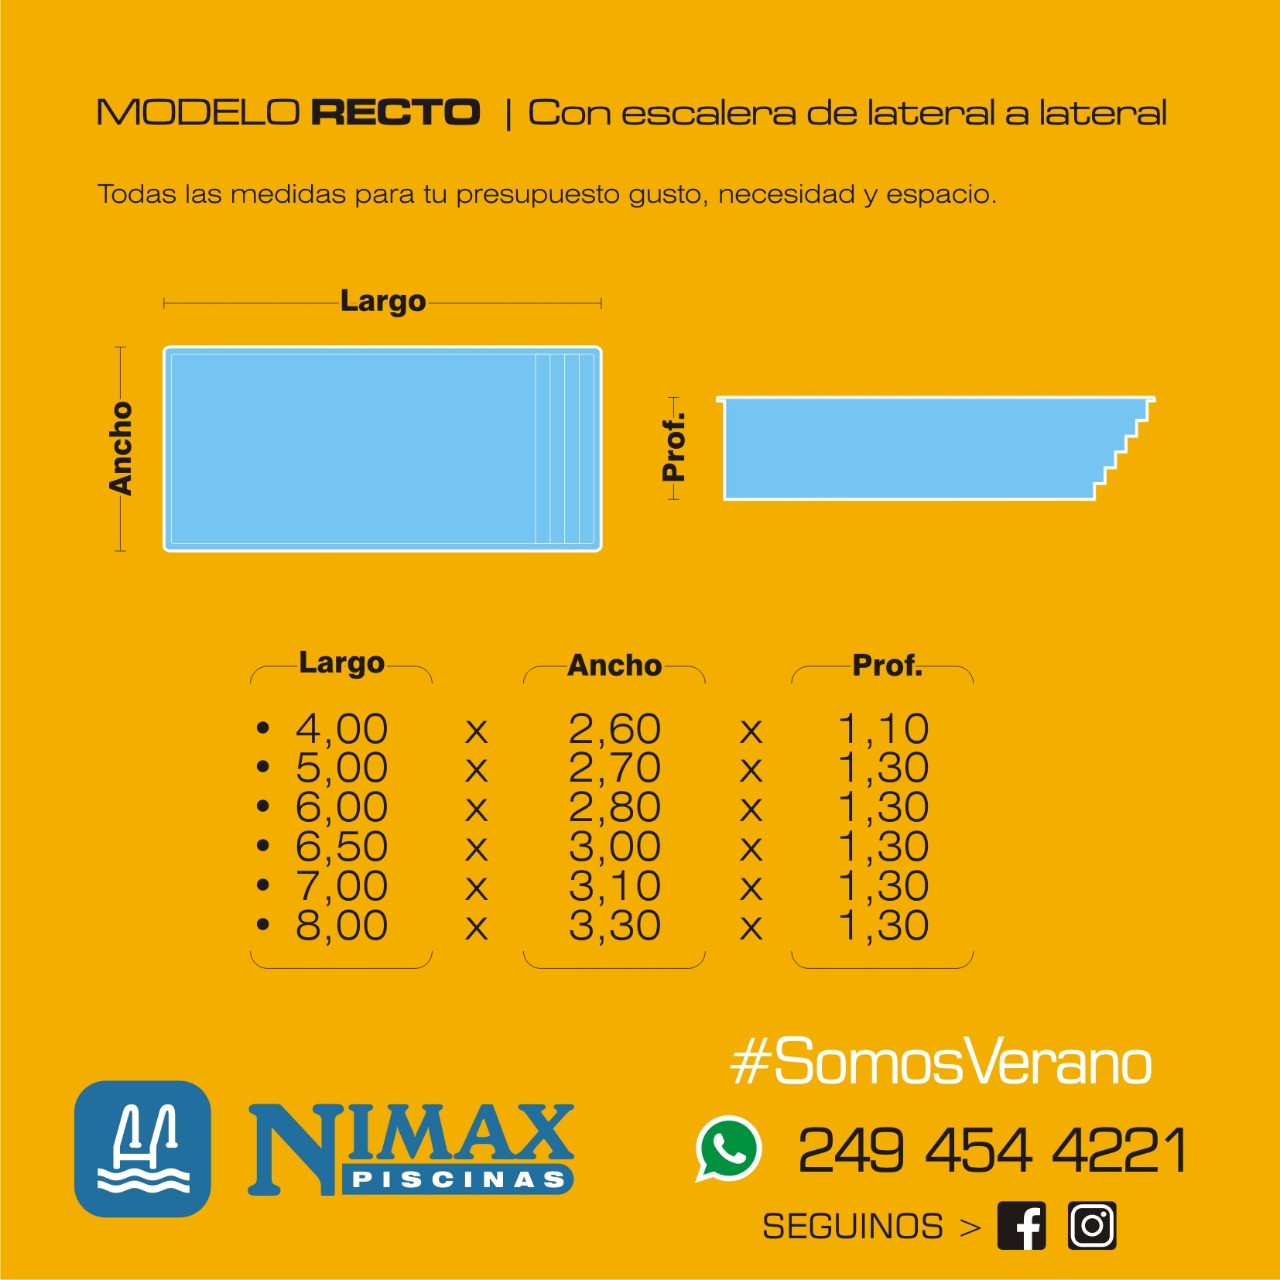 MODELO RECTO | Con escalera de lateral a lateral
Todas las medidas para tu presupuesto gusto, necesidad y espacio.
Largo
Ancho
Prof.
Largo Ancho Prof.
• 4,00 x 2,60 x 1,10
• 5,00 x 2,70 x 1,30
• 6,00 x 2,80 x 1,30
• 6,50 x 3,00 x 1,30
• 7,00 x 3,10 x 1,30
• 8,00 x 3,30 x 1,30
#SomosVerano
NIMAX
PISCINAS
249 454 4221
SEGUINOS >